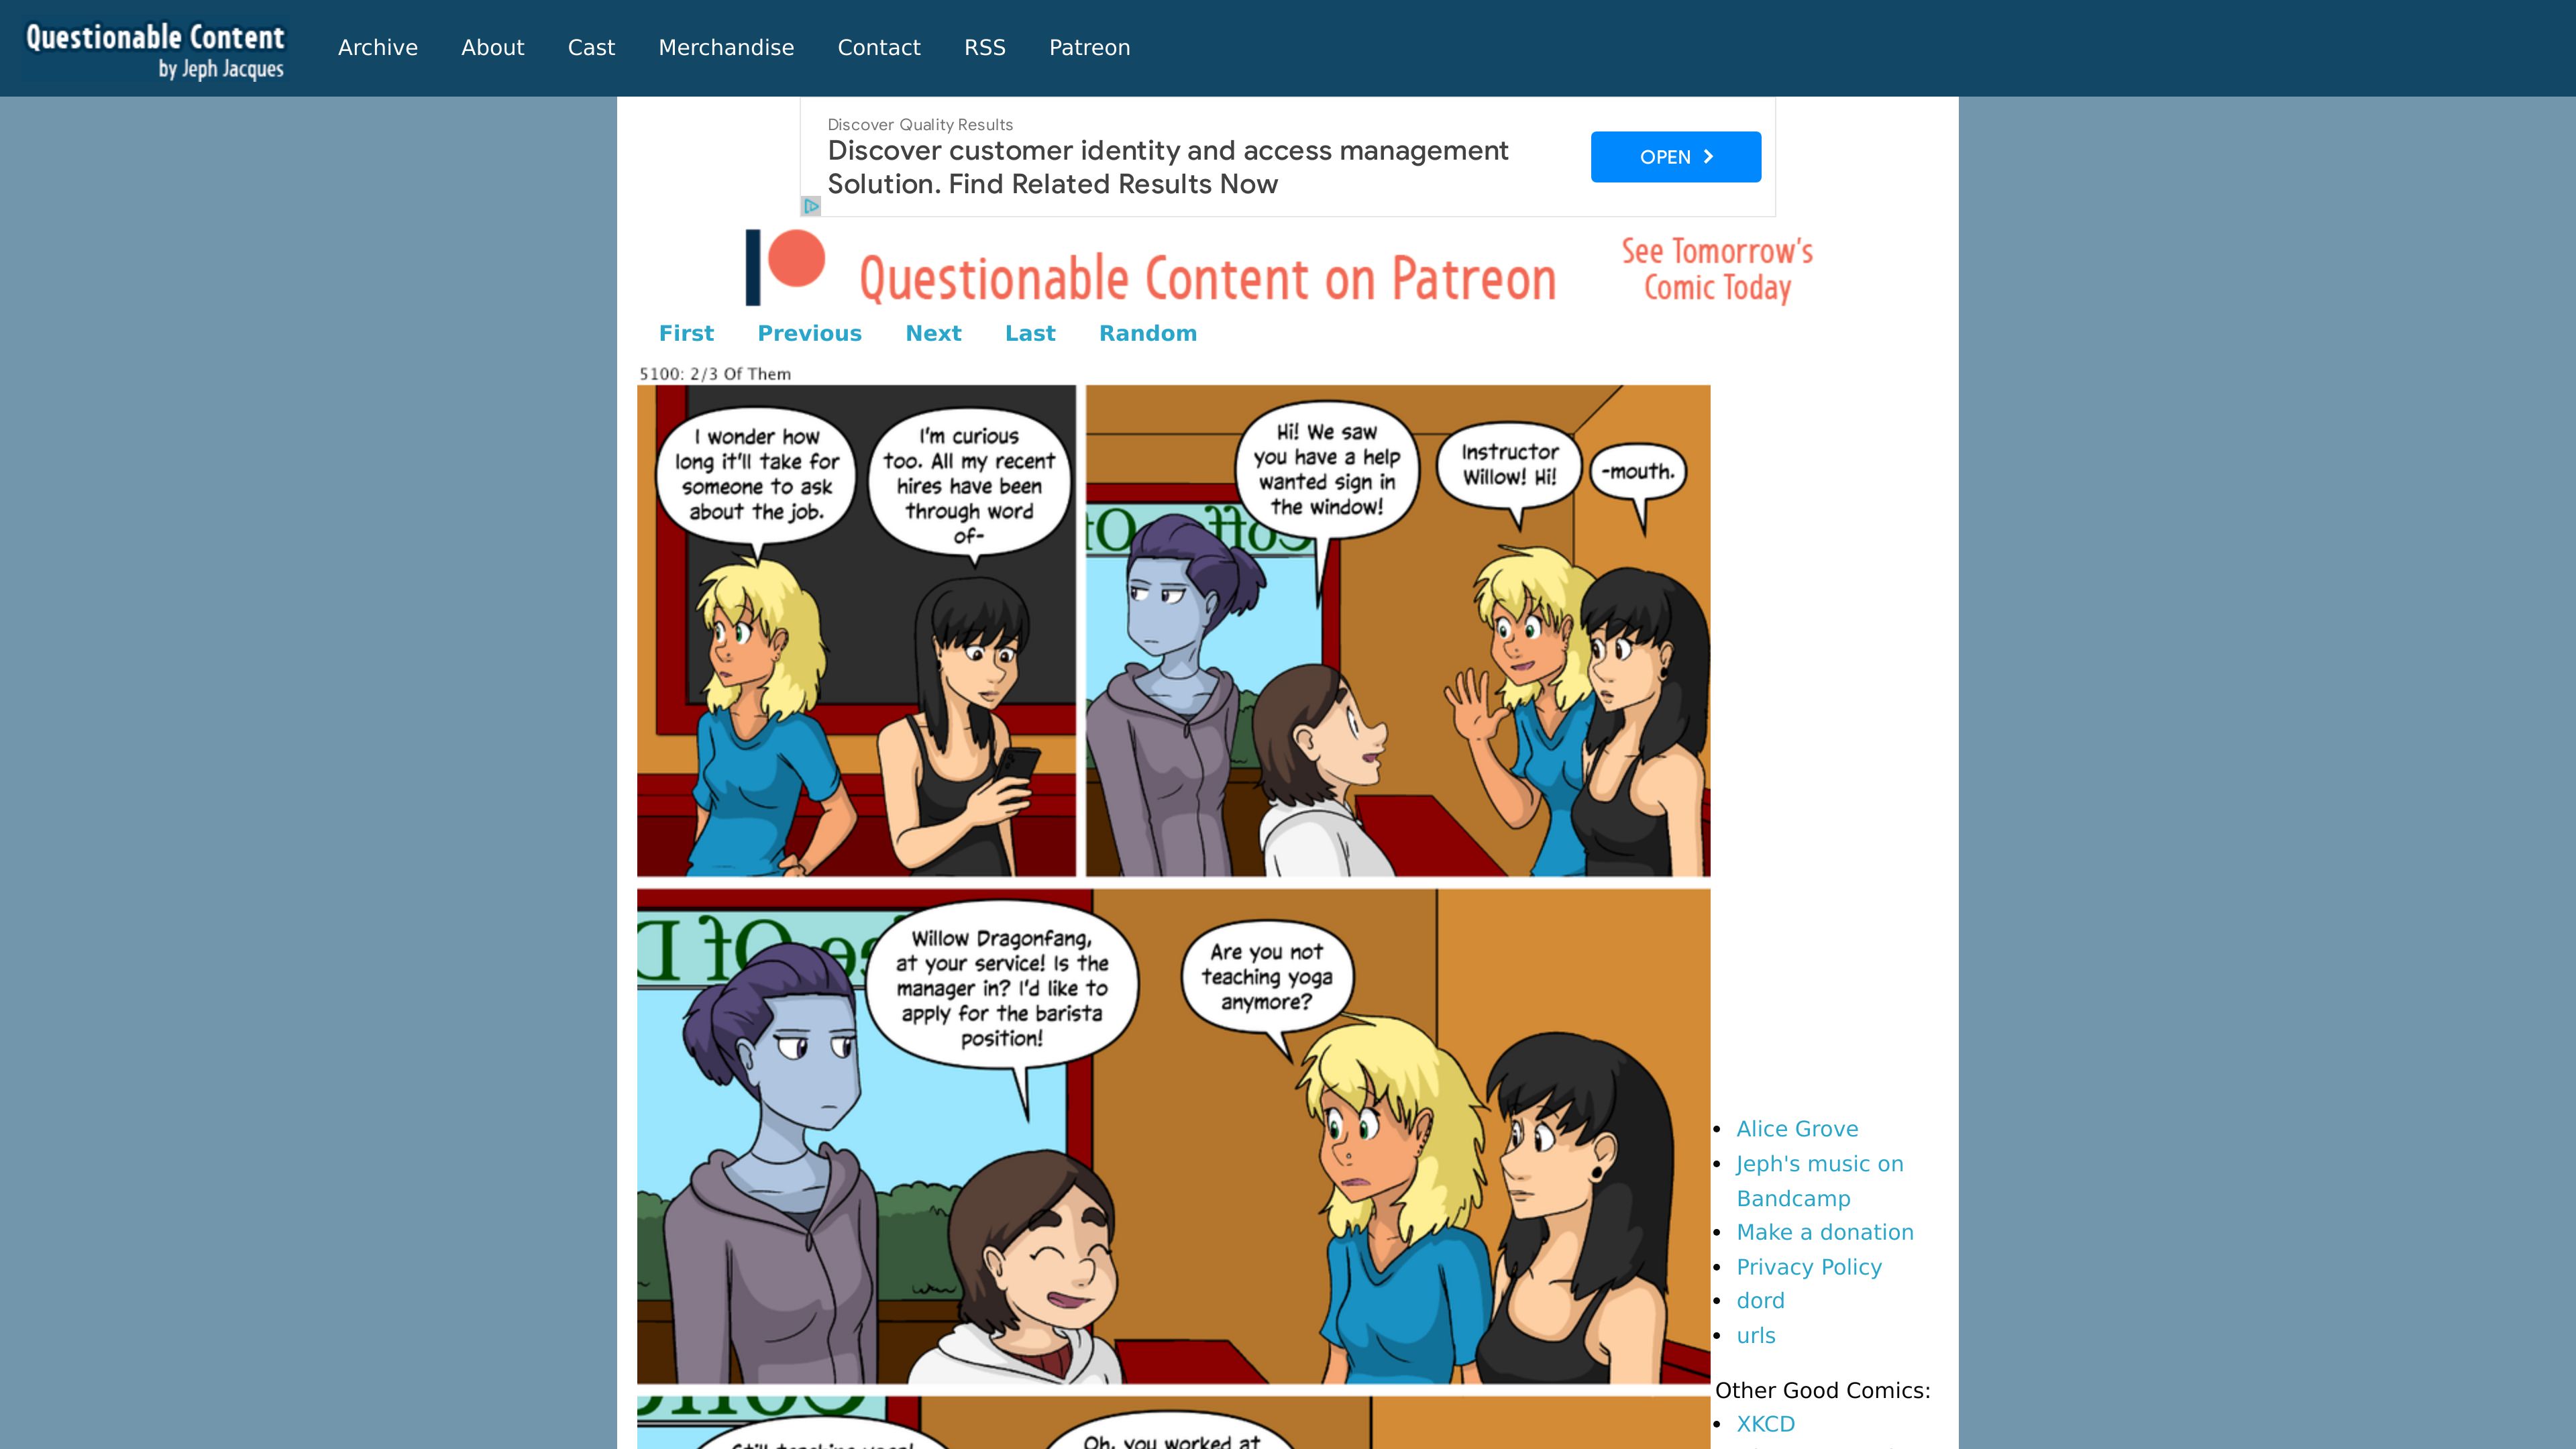 Questionable Content
by Jeph Jacques
Archive About Cast Merchandise Contact RSS Patreon
Discover Quality Results
Discover customer identity and access management
Solution. Find Related Results Now
OPEN
Questionable Content on Patreon
See Tomorrow's
Comic Today
First Previous Next Last Random
5100: 2/3 Of Them
I wonder how
long it'll take for
someone to ask
about the job.
I'm curious
too. All my recent
hires have been
through word
of-
Hi! We saw
you have a help
wanted sign in
the window!
Instructor
Willow! Hi!
-mouth.
Willow Dragonfang,
at your service! Is the
manager in? I'd like to
apply for the barista
position!
Are you not
teaching yoga
anymore?
Oh, you worked at
Alice Grove
Jeph's music on
Bandcamp
Make a donation
Privacy Policy
dord
urls
Other Good Comics:
XKCD